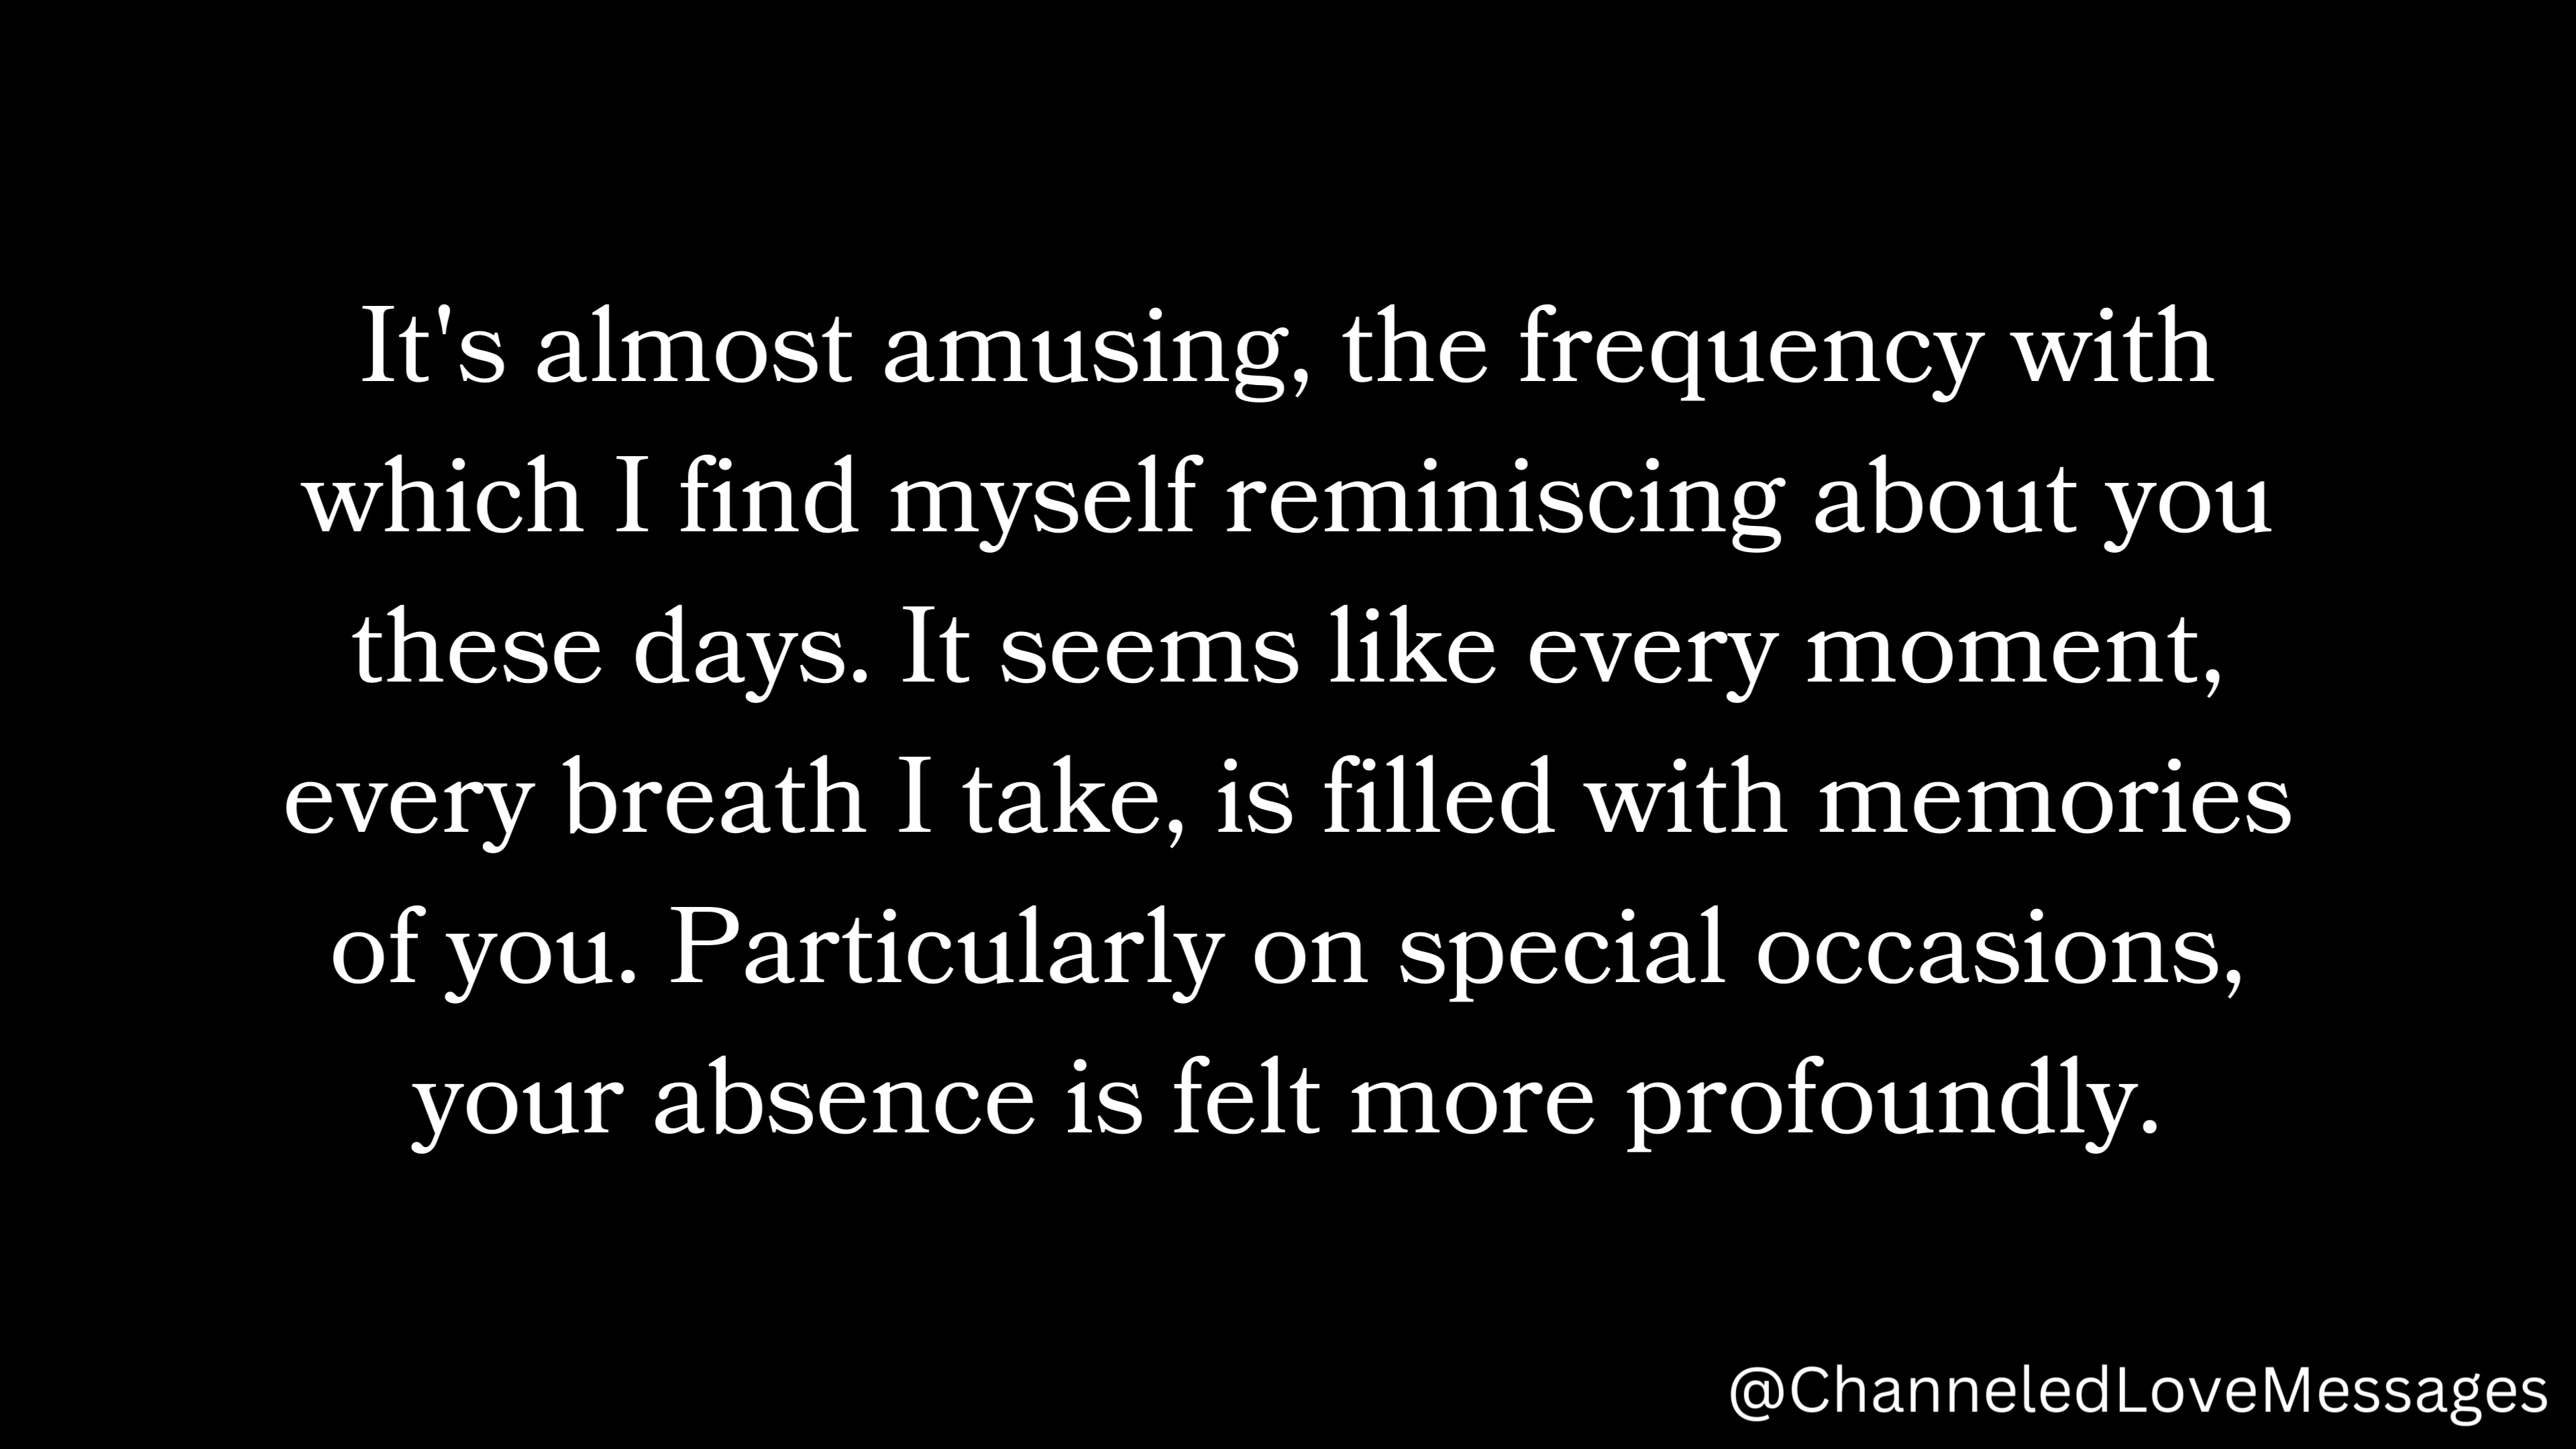 It's almost amusing, the frequency with
which I find myself reminiscing about you
these days. It seems like every moment,
every breath I take, is filled with memories
of you. Particularly on special occasions,
your absence is felt more profoundly.
@ChanneledLoveMessages